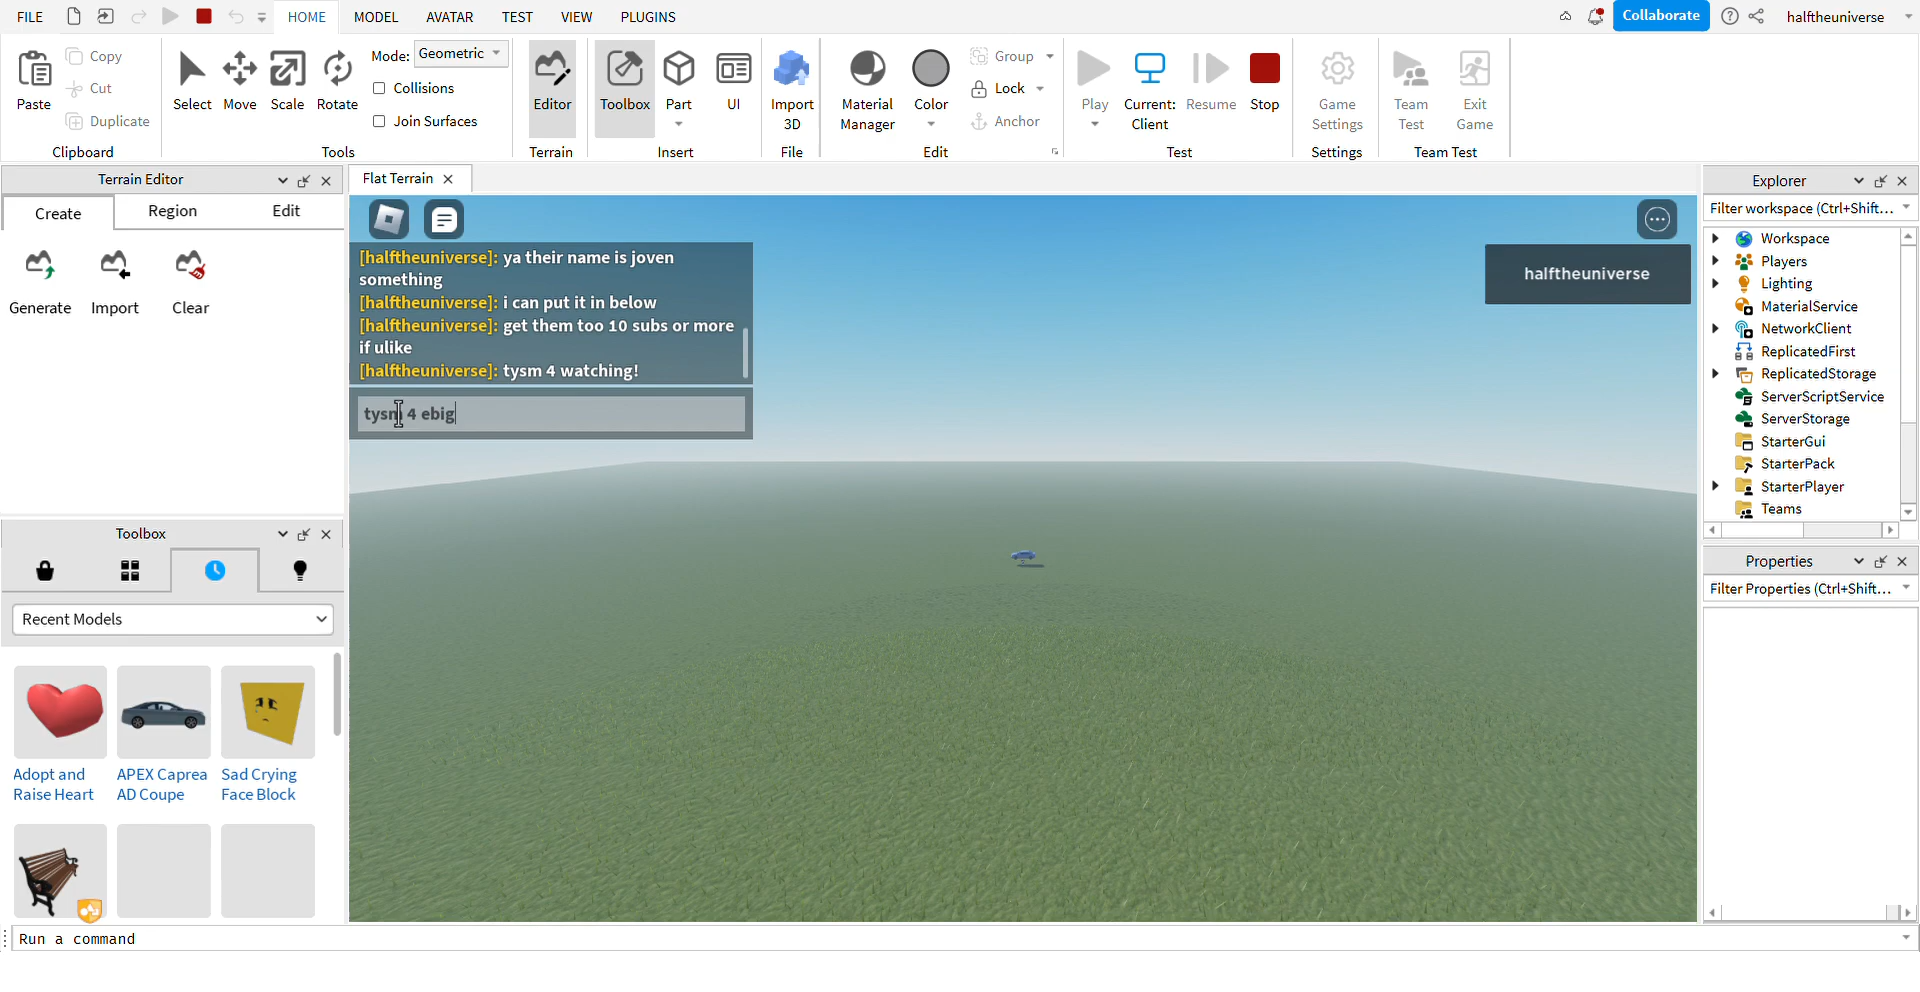 FILE HOME MODEL AVATAR TEST VIEW PLUGINS Collaborate halftheuniverse
Paste
Copy
Cut
Duplicate
Clipboard
Select Move Scale Rotate
Mode: Geometric
Collisions
Join Surfaces
Tools
Editor
Terrain
Toolbox Part UI
Insert
Import
3D
File
Material
Manager
Color
Group
Lock
Anchor
Edit
Play
Current:
Client
Resume Stop
Test
Game
Settings
Settings
Team
Test
Exit
Game
Team Test
Terrain Editor
Create Region Edit
Generate Import Clear
Toolbox
Recent Models
Adopt and
Raise Heart
APEX Caprea
AD Coupe
Sad Crying
Face Block
Flat Terrain
[halftheuniverse]: ya their name is joven
something
[halftheuniverse]: i can put it in below
[halftheuniverse]: get them too 10 subs or more
if ulike
[halftheuniverse]: tysm 4 watching!
tysm 4 ebig
halftheuniverse
Explorer
Filter workspace (Ctrl+Shift...
Workspace
Players
Lighting
MaterialService
NetworkClient
ReplicatedFirst
ReplicatedStorage
ServerScriptService
ServerStorage
StarterGui
StarterPack
StarterPlayer
Teams
Properties
Filter Properties (Ctrl+Shift...
Run a command